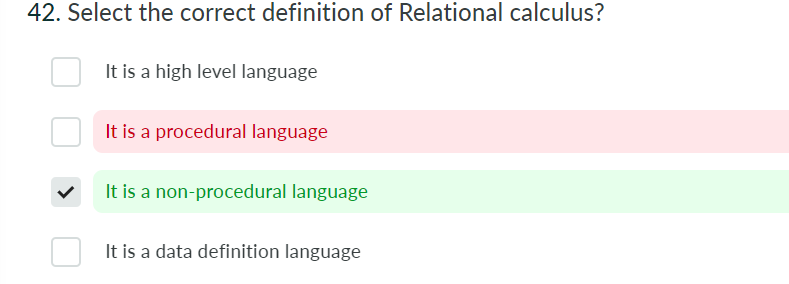 42. Select the correct definition of Relational calculus?
It is a high level language
It is a procedural language
It is a non-procedural language
It is a data definition language